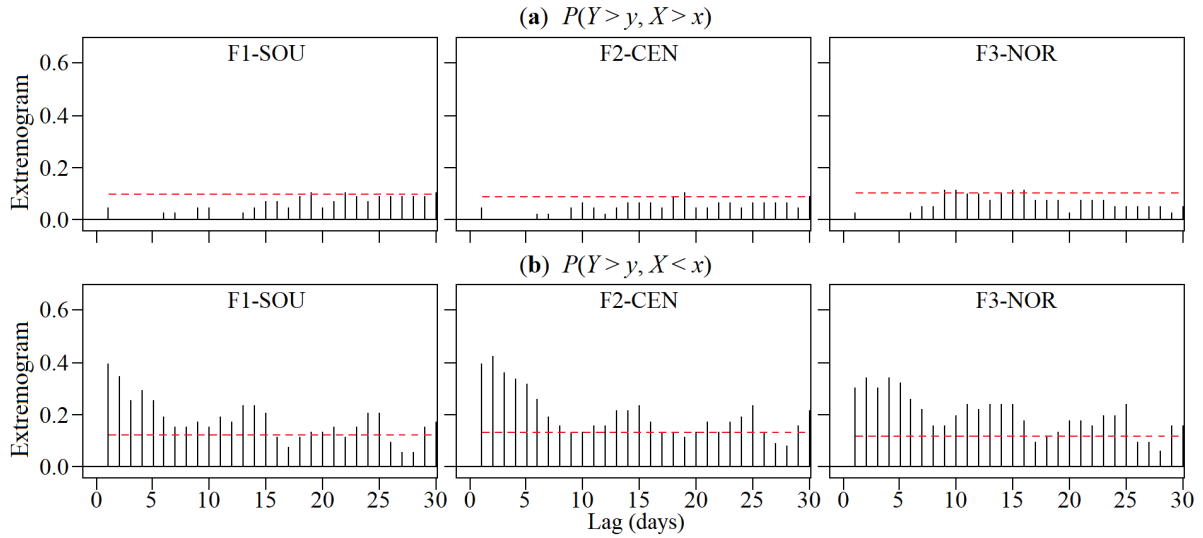 (a) P(Y > y, X > x)
F1-SOU F2-CEN F3-NOR
Extremogram
0.6
0.4
0.2
0.0
(b) P(Y > y, X < x)
F1-SOU F2-CEN F3-NOR
Extremogram
0.6
0.4
0.2
0.0
0 5 10 15 20 25 30 0 5 10 15 20 25 30 0 5 10 15 20 25 30
Lag (days)